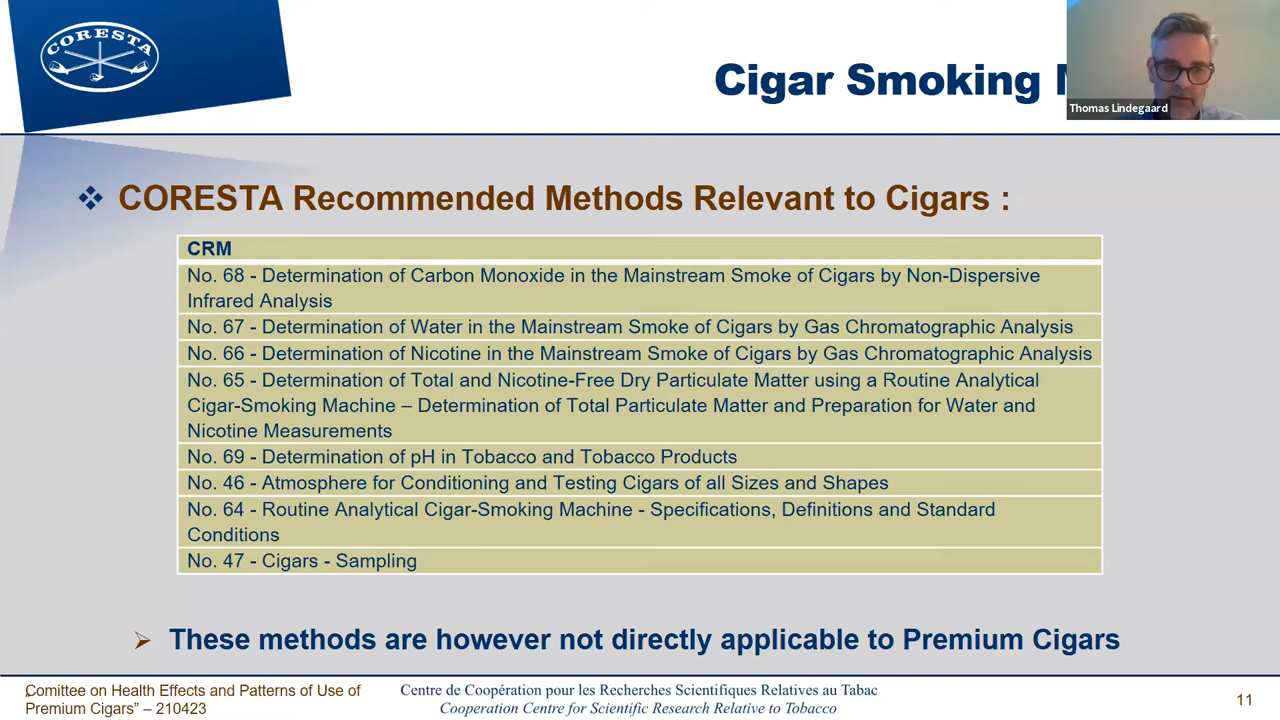 CORESTA
Cigar Smoking
Thomas Lindegaard
CORESTA Recommended Methods Relevant to Cigars :
CRM
No. 68 - Determination of Carbon Monoxide in the Mainstream Smoke of Cigars by Non-Dispersive
Infrared Analysis
No. 67 - Determination of Water in the Mainstream Smoke of Cigars by Gas Chromatographic Analysis
No. 66 - Determination of Nicotine in the Mainstream Smoke of Cigars by Gas Chromatographic Analysis
No. 65 - Determination of Total and Nicotine-Free Dry Particulate Matter using a Routine Analytical
Cigar-Smoking Machine – Determination of Total Particulate Matter and Preparation for Water and
Nicotine Measurements
No. 69 - Determination of pH in Tobacco and Tobacco Products
No. 46 - Atmosphere for Conditioning and Testing Cigars of all Sizes and Shapes
No. 64 - Routine Analytical Cigar-Smoking Machine - Specifications, Definitions and Standard
Conditions
No. 47 - Cigars - Sampling
These methods are however not directly applicable to Premium Cigars
„Comittee on Health Effects and Patterns of Use of
Premium Cigars” – 210423
Centre de Coopération pour les Recherches Scientifiques Relatives au Tabac
Cooperation Centre for Scientific Research Relative to Tobacco
11